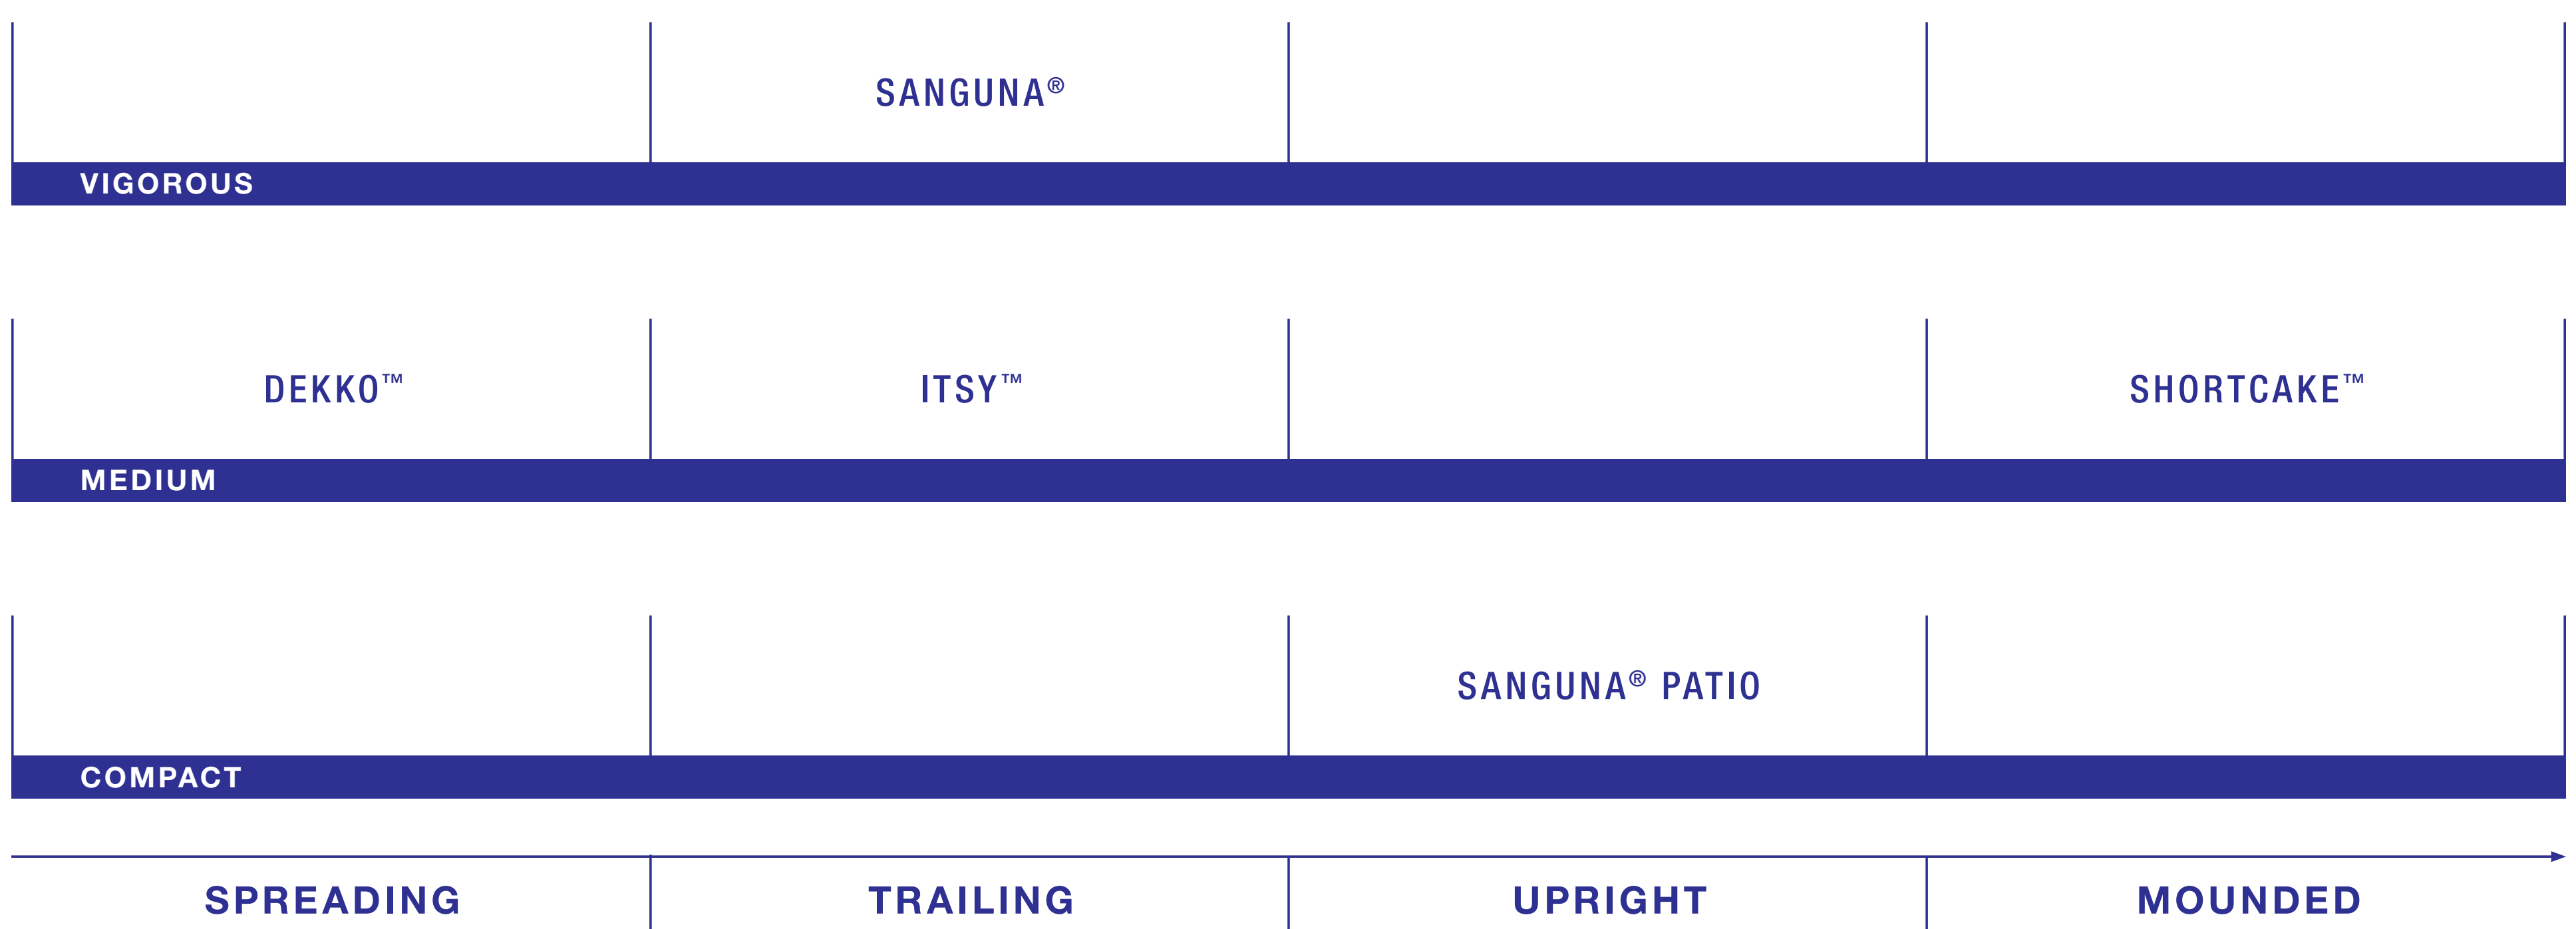 SANGUNA®
VIGOROUS
DEKKO™ ITSY™ SHORTCAKE™
MEDIUM
SANGUNA® PATIO
COMPACT
SPREADING TRAILING UPRIGHT MOUNDED